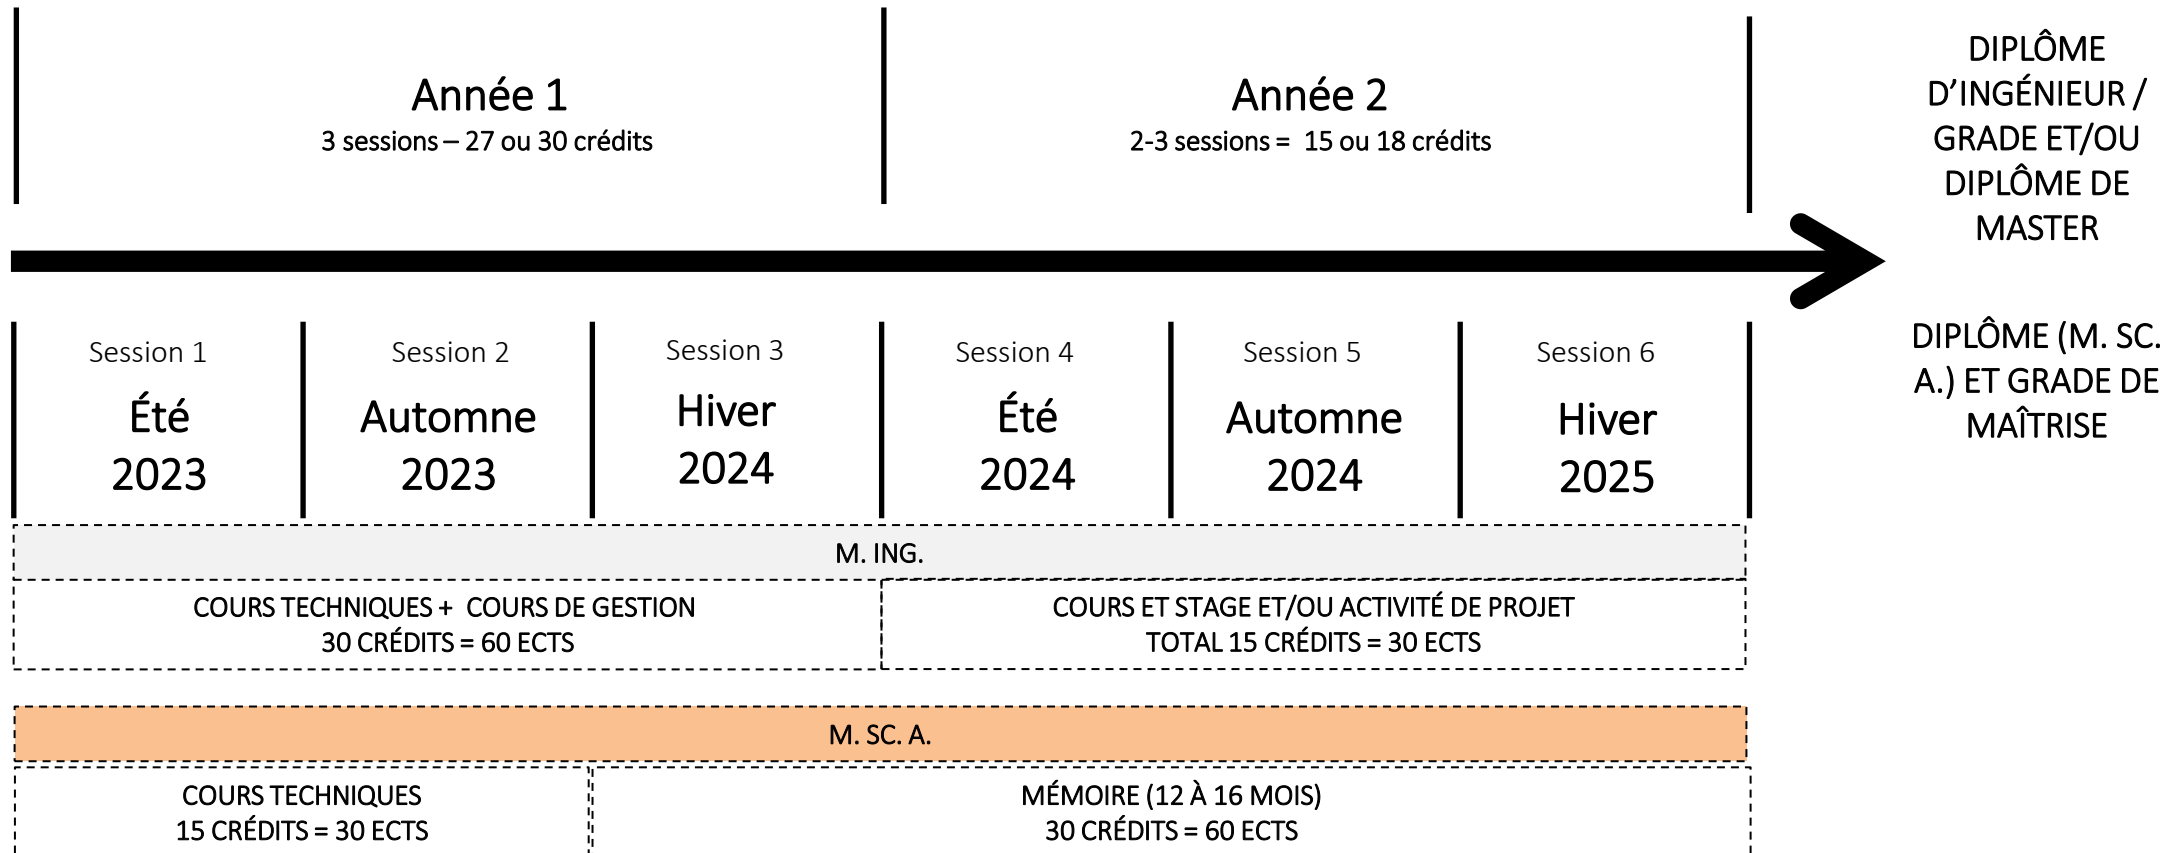 Année 1
3 sessions – 27 ou 30 crédits
Année 2
2-3 sessions =  15 ou 18 crédits
DIPLÔME
D’INGÉNIEUR /
GRADE ET/OU
DIPLÔME DE
MASTER
Session 1
Été
2023
Session 2
Automne
2023
Session 3
Hiver
2024
Session 4
Été
2024
Session 5
Automne
2024
Session 6
Hiver
2025
DIPLÔME (M. SC.
A.) ET GRADE DE
MAÎTRISE
M. ING.
COURS TECHNIQUES +  COURS DE GESTION
30 CRÉDITS = 60 ECTS
COURS ET STAGE ET/OU ACTIVITÉ DE PROJET
TOTAL 15 CRÉDITS = 30 ECTS
M. SC. A.
COURS TECHNIQUES
15 CRÉDITS = 30 ECTS
MÉMOIRE (12 À 16 MOIS)
30 CRÉDITS = 60 ECTS